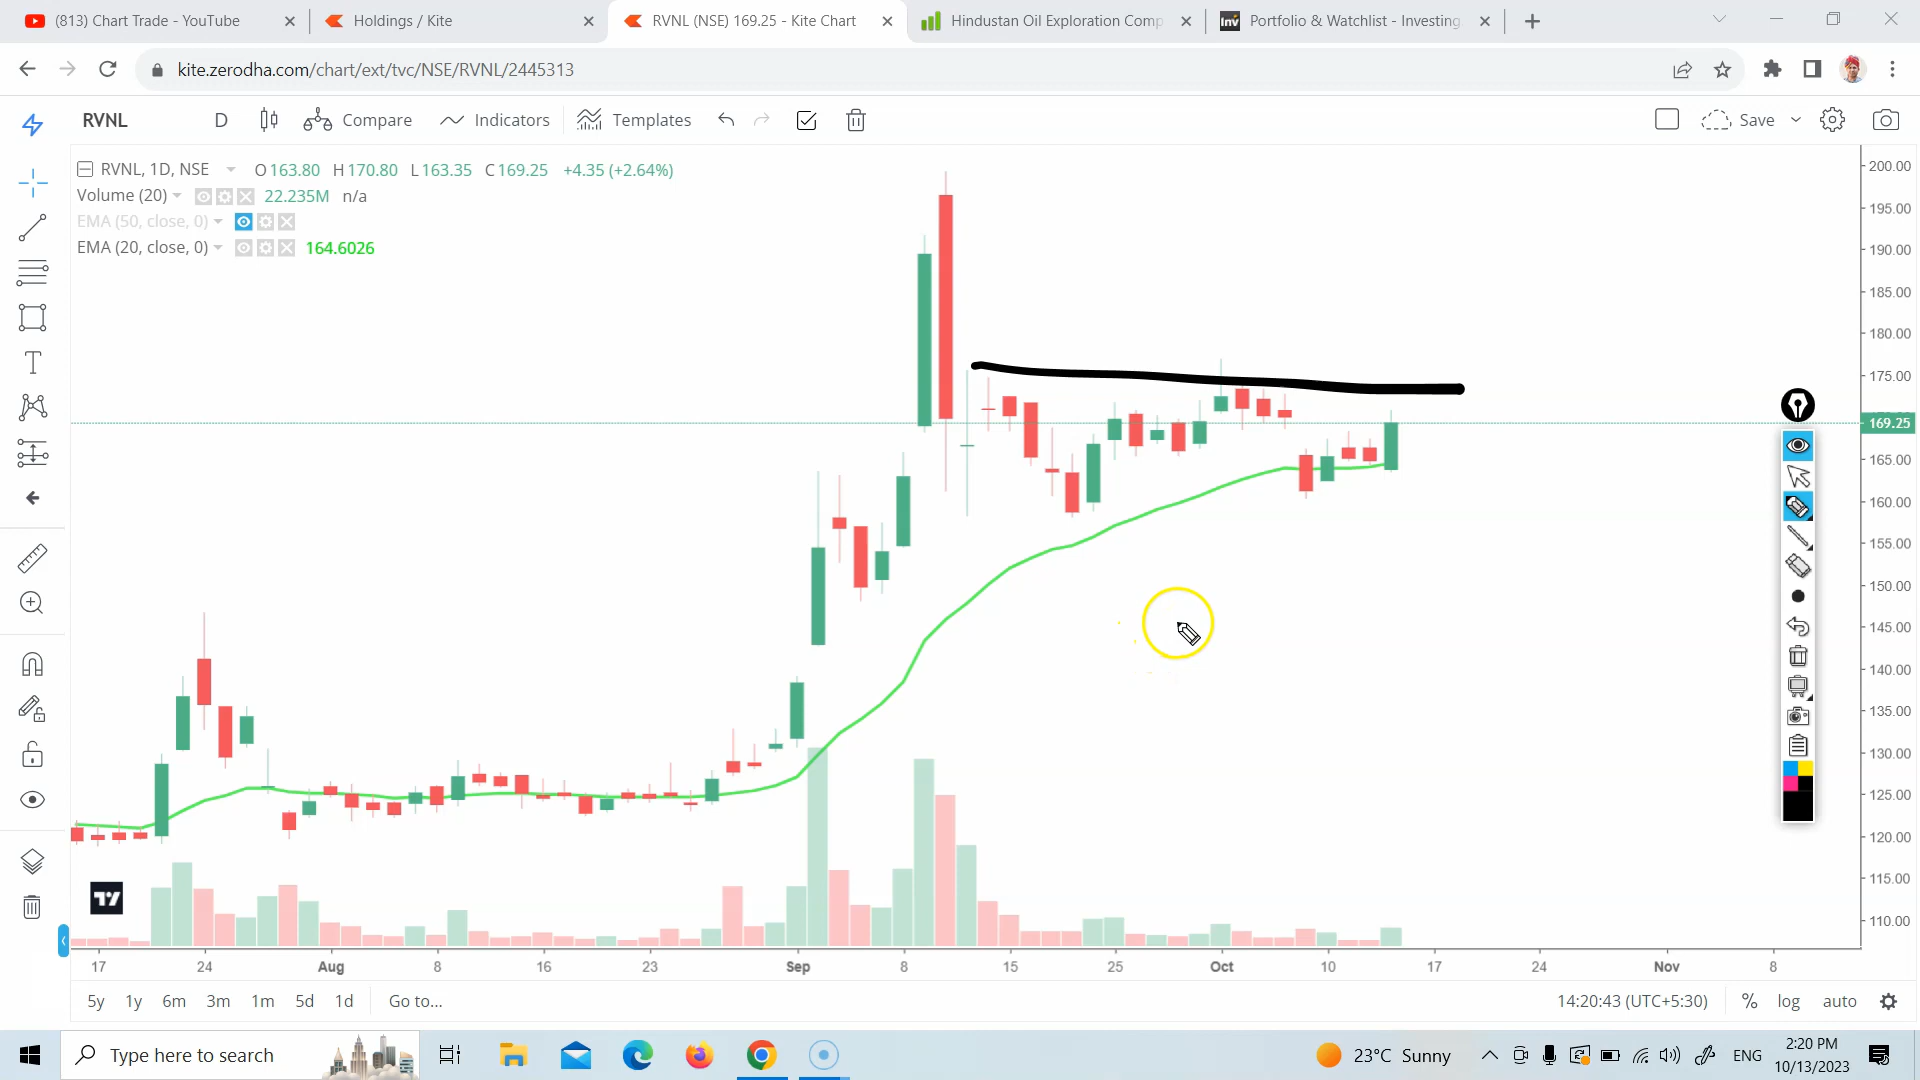 (813) Chart Trade - YouTube
Holdings / Kite
RVNL (NSE) 169.25 - Kite Chart
Hindustan Oil Exploration Comp
Portfolio & Watchlist - Investing
kite.zerodha.com/chart/ext/tvc/NSE/RVNL/2445313
RVNL D Compare Indicators Templates Save
RVNL, 1D, NSE O163.80 H170.80 L163.35 C169.25 +4.35 (+2.64%)
Volume (20) 22.235M n/a
EMA (50, close, 0)
EMA (20, close, 0) 164.6026
200.00
195.00
190.00
185.00
180.00
175.00
169.25
165.00
160.00
155.00
150.00
145.00
140.00
135.00
130.00
125.00
120.00
115.00
110.00
17 24 Aug 8 16 23 Sep 8 15 25 Oct 10 17 24 Nov 8
5y 1y 6m 3m 1m 5d 1d Go to... 14:20:43 (UTC+5:30) % log auto
Type here to search
23°C Sunny
ENG
2:20 PM
10/13/2023